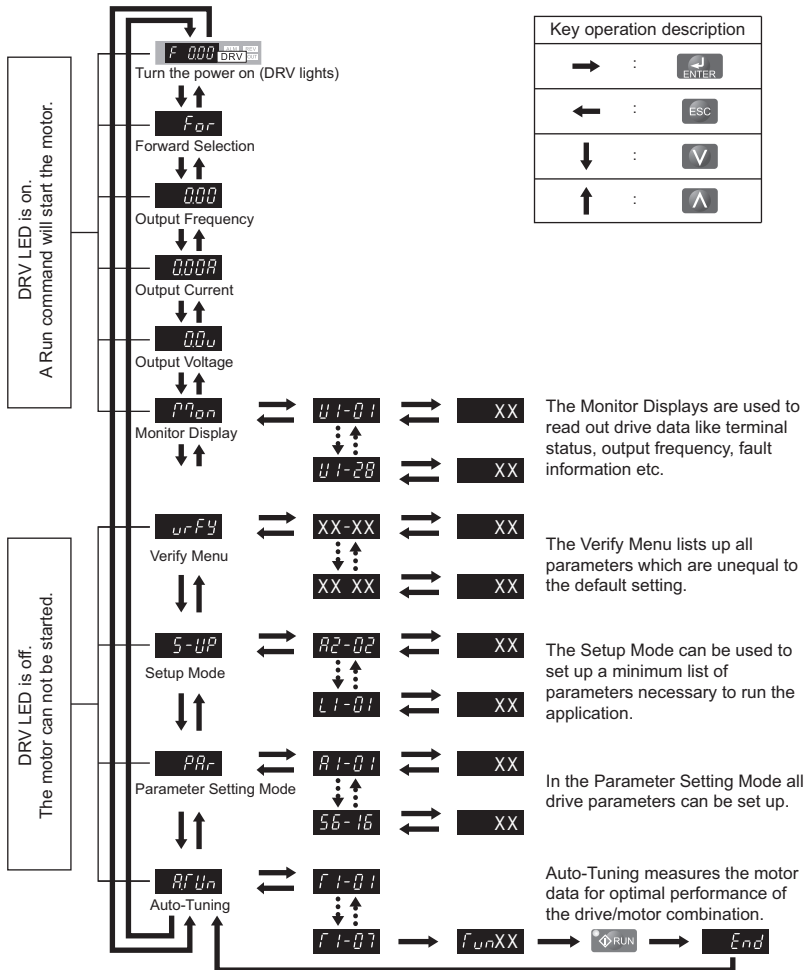 Key operation description
→ : ENTER
← : ESC
↓ : V
↑ : Λ
DRV LED is on.
A Run command will start the motor.
F 0.00 DRV
Turn the power on (DRV lights)
For
Forward Selection
0.00
Output Frequency
0.00A
Output Current
0.0v
Output Voltage
Mon
Monitor Display
U1-01 XX
U1-28 XX
The Monitor Displays are used to
read out drive data like terminal
status, output frequency, fault
information etc.
DRV LED is off.
The motor can not be started.
vrFY
Verify Menu
XX-XX XX
XX XX XX
The Verify Menu lists up all
parameters which are unequal to
the default setting.
S-UP
Setup Mode
A2-02 XX
L1-01 XX
The Setup Mode can be used to
set up a minimum list of
parameters necessary to run the
application.
PAr
Parameter Setting Mode
A1-01 XX
S6-16 XX
In the Parameter Setting Mode all
drive parameters can be set up.
A.TUn
Auto-Tuning
T1-01
T1-07 TunXX RUN End
Auto-Tuning measures the motor
data for optimal performance of
the drive/motor combination.